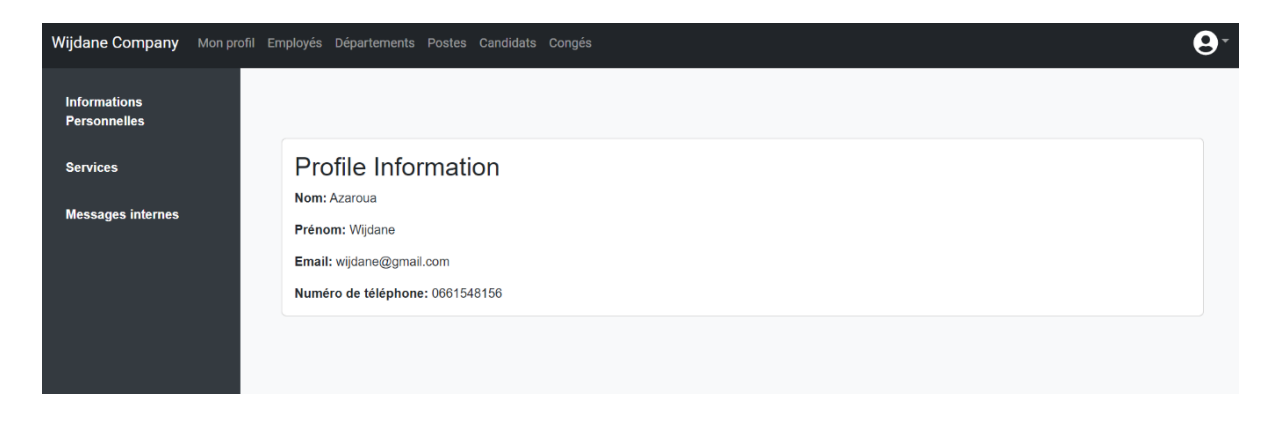 Wijdane Company Mon profil Employés Départements Postes Candidats Congés
Informations
Personnelles
Services
Messages internes
Profile Information
Nom: Azaroua
Prénom: Wijdane
Email: wijdane@gmail.com
Numéro de téléphone: 0661548156